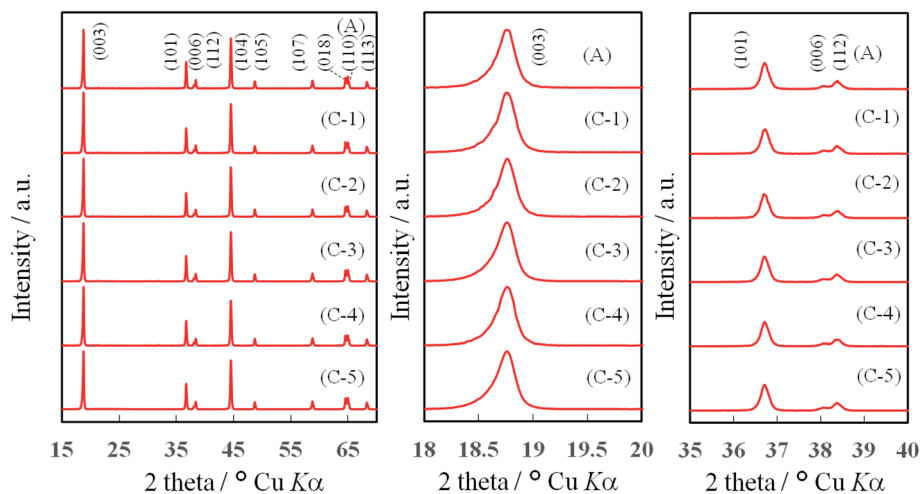 Intensity / a.u.
(003)
(101)
(006)
(112)
(104)
(105)
(107)
(018)
(110)
(113)
(A)
(C-1)
(C-2)
(C-3)
(C-4)
(C-5)
15 25 35 45 55 65
2 theta / ° Cu Kα
Intensity / a.u.
(003)
(A)
(C-1)
(C-2)
(C-3)
(C-4)
(C-5)
18 18.5 19 19.5 20
2 theta / ° Cu Kα
Intensity / a.u.
(101)
(006)
(112)
(A)
(C-1)
(C-2)
(C-3)
(C-4)
(C-5)
35 36 37 38 39 40
2 theta / ° Cu Kα